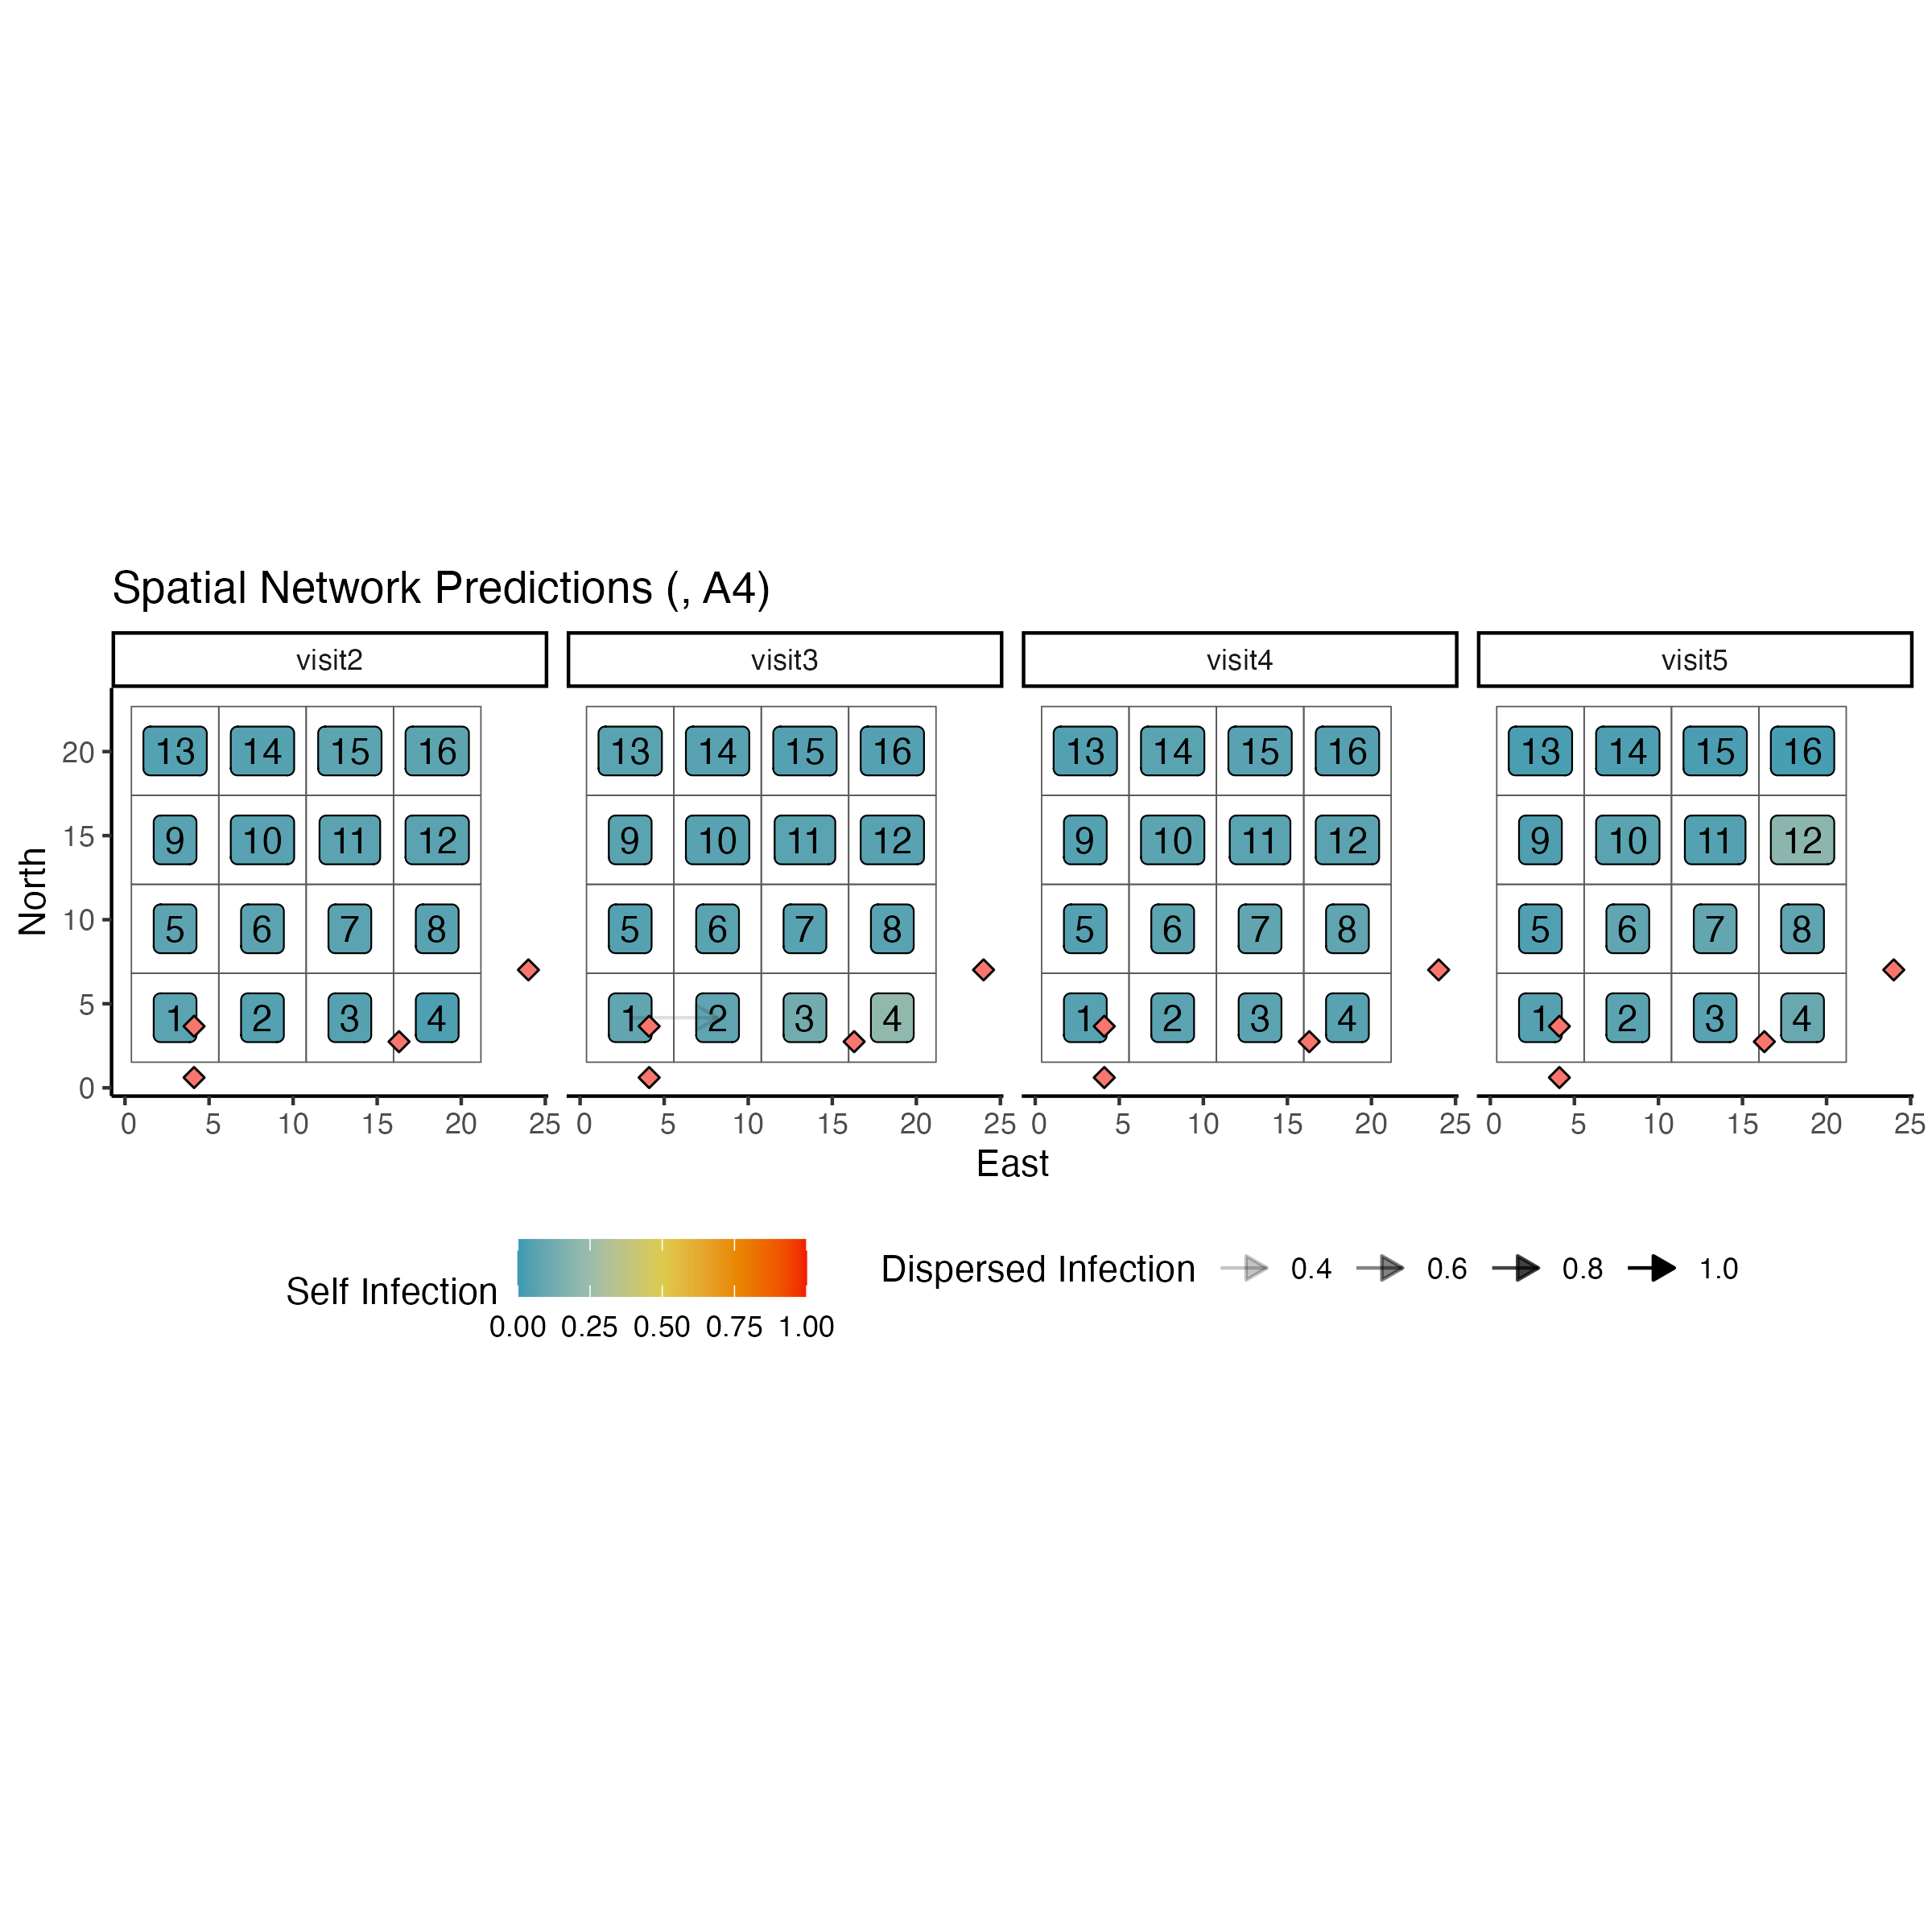 Spatial Network Predictions (, A4)
visit2 visit3 visit4 visit5
20 13 14 15 16 13 14 15 16 13 14 15 16 13 14 15 16
15 9 10 11 12 9 10 11 12 9 10 11 12 9 10 11 12
10 5 6 7 8 5 6 7 8 5 6 7 8 5 6 7 8
5 1 2 3 4 1 2 3 4 1 2 3 4 1 2 3 4
0
North
0 5 10 15 20 25 0 5 10 15 20 25 0 5 10 15 20 25 0 5 10 15 20 25
East
Self Infection
0.00 0.25 0.50 0.75 1.00
Dispersed Infection 0.4 0.6 0.8 1.0